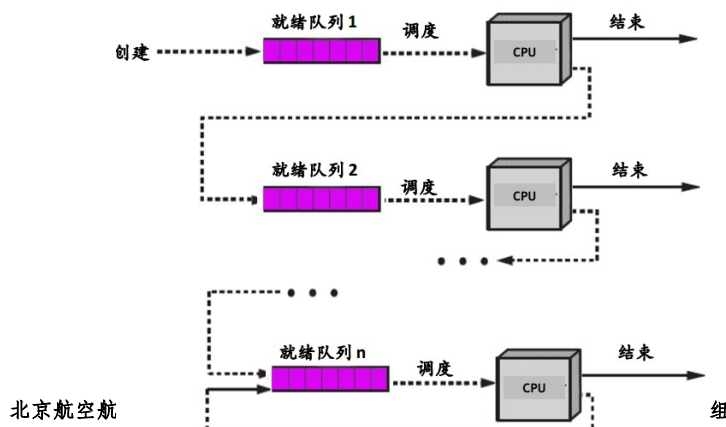 就绪队列 1
调度
CPU
结束
创建
就绪队列 2
调度
CPU
结束
• • •
• • •
就绪队列 n
调度
CPU
结束
北京航空航
组